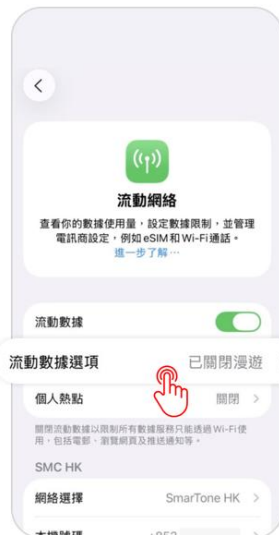 流動網絡
查看你的數據使用量，設定數據限制，並管理
電訊商設定，例如 eSIM 和 Wi-Fi 通話。
進一步了解…
流動數據
流動數據選項 已關閉漫遊
個人熱點 關閉
關閉流動數據以限制所有數據服務只能透過 Wi-Fi 使
用，包括電郵、瀏覽網頁及推送通知等。
SMC HK
網絡選擇 SmarTone HK